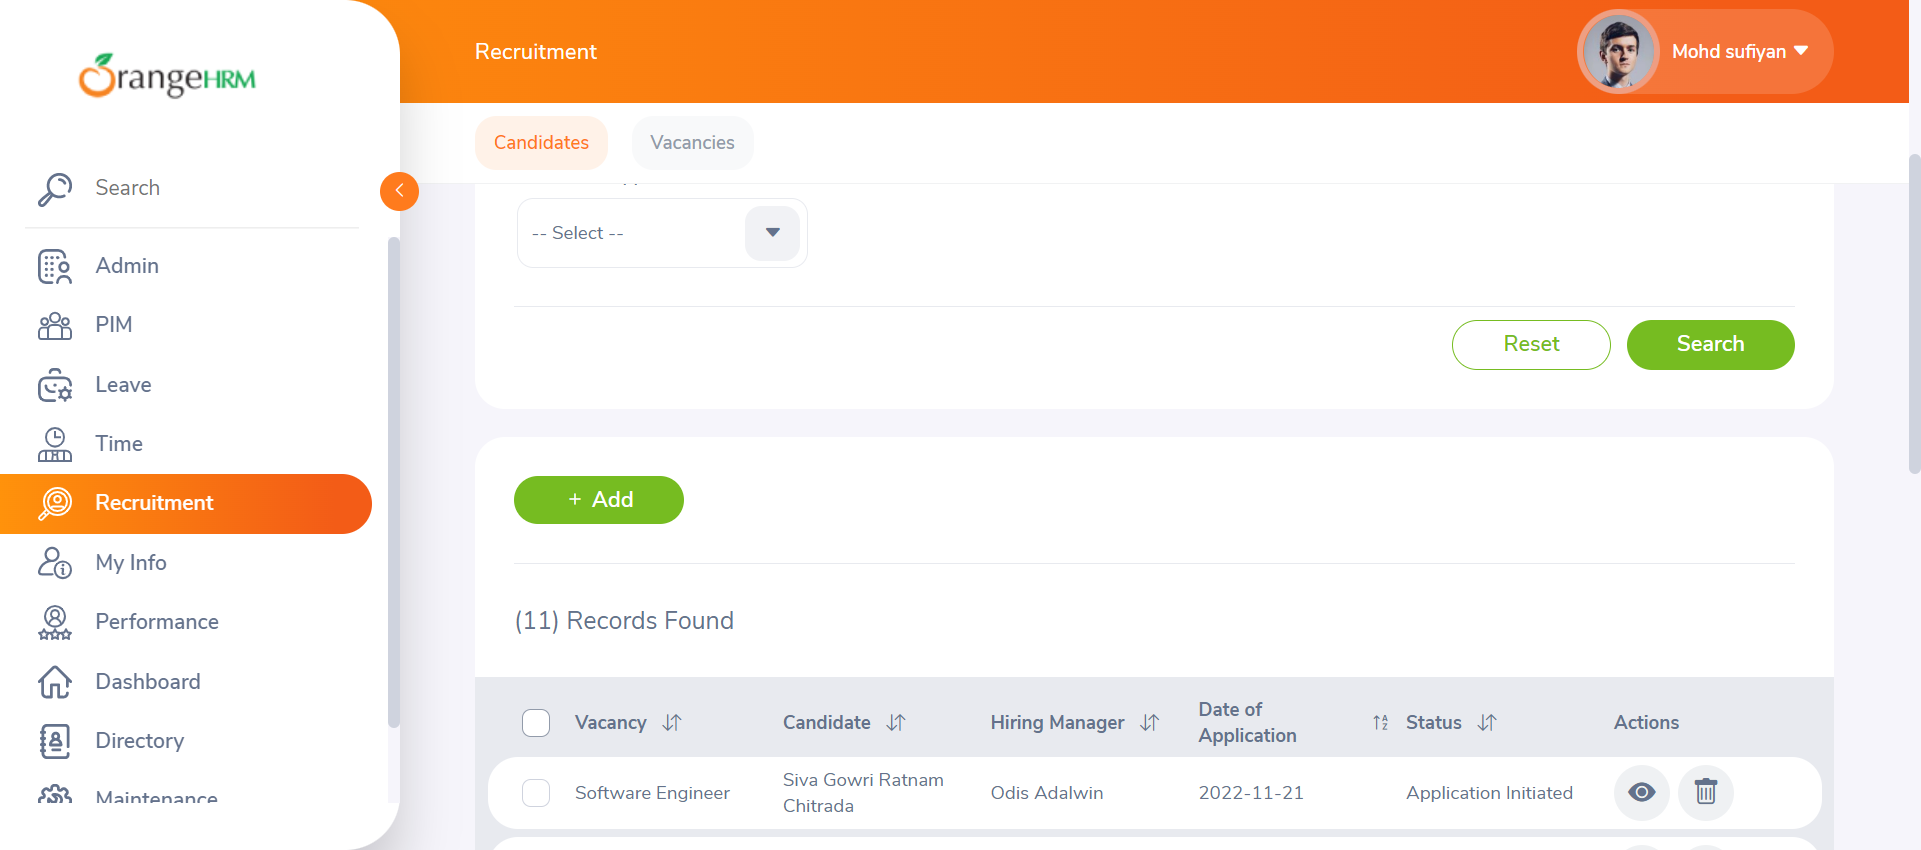 OrangeHRM
Recruitment
Mohd sufiyan
Candidates
Vacancies
Search
Admin
PIM
Leave
Time
Recruitment
My Info
Performance
Dashboard
Directory
Maintenance
-- Select --
Reset
Search
+ Add
(11) Records Found
Vacancy
Candidate
Hiring Manager
Date of
Application
Status
Actions
Software Engineer
Siva Gowri Ratnam
Chitrada
Odis Adalwin
2022-11-21
Application Initiated